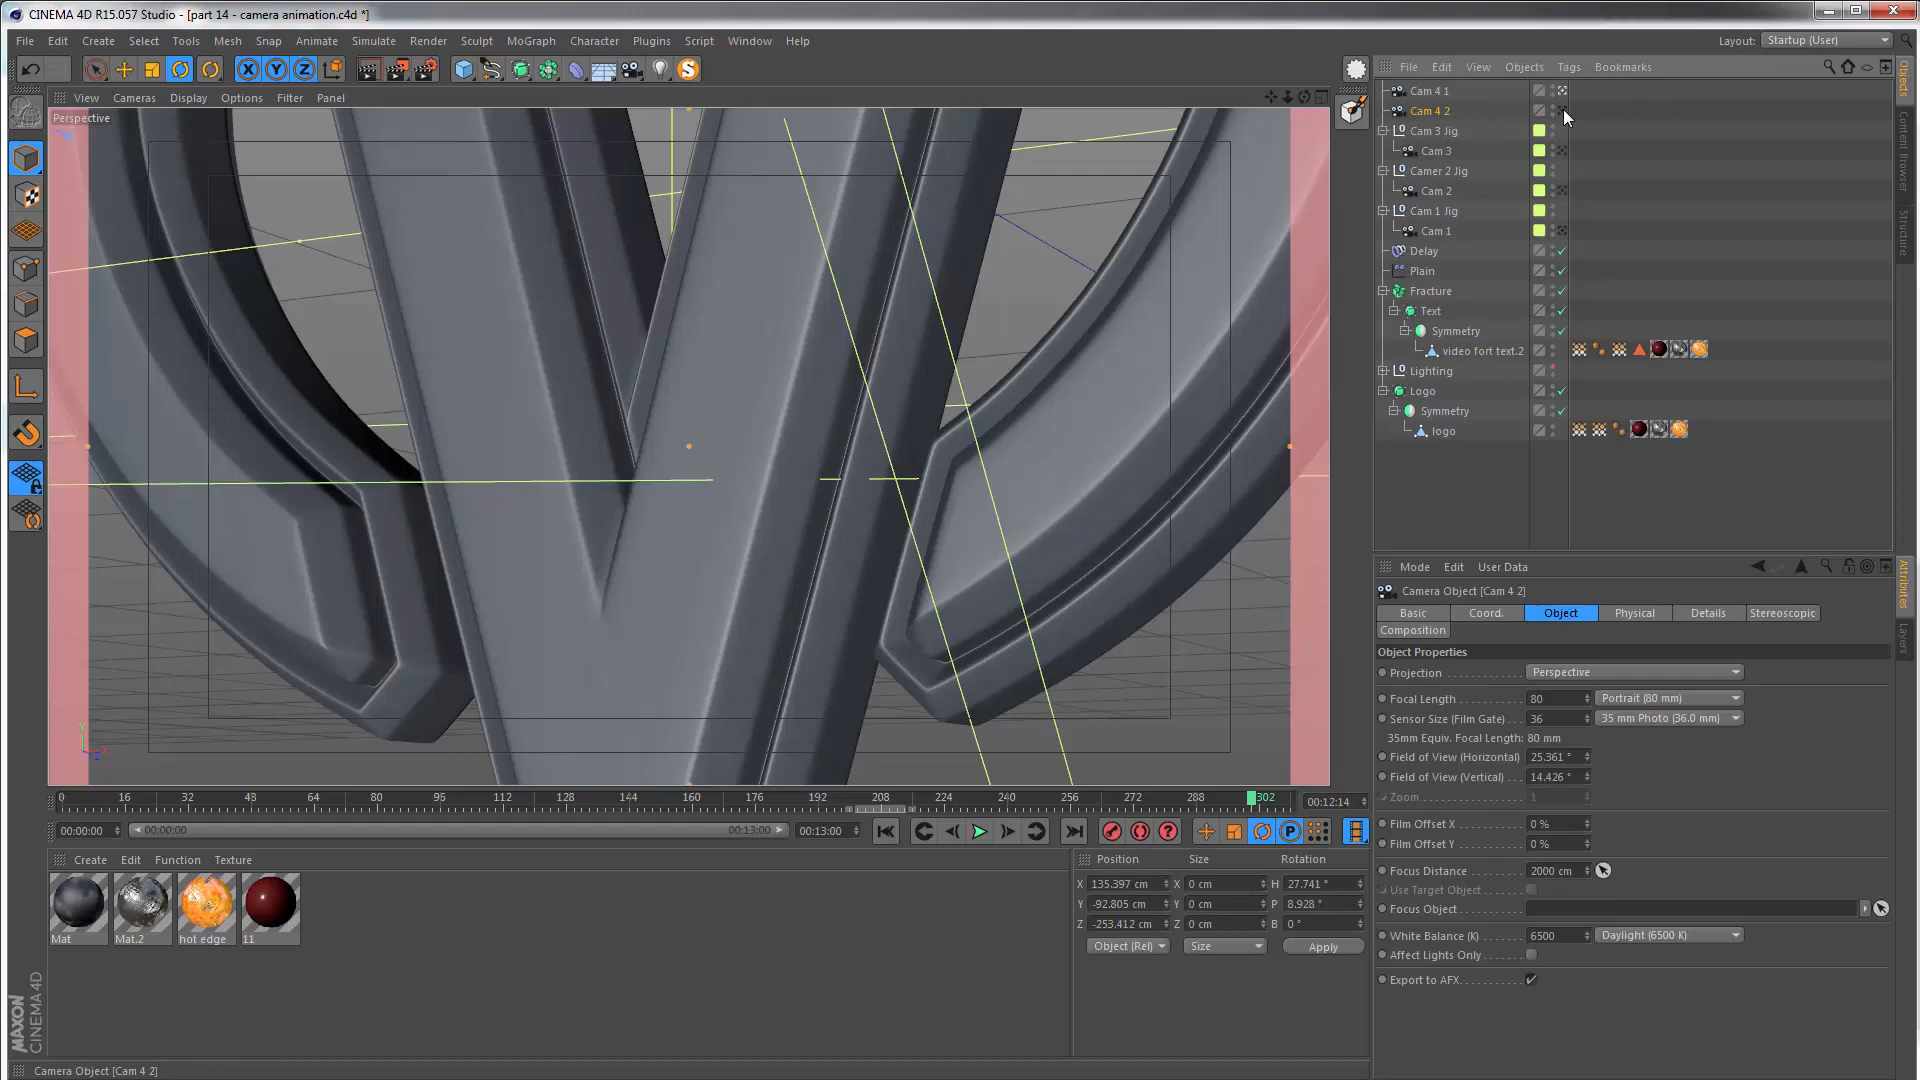 CINEMA 4D R15.057 Studio - [part 14 - camera animation.c4d *]
File Edit Create Select Tools Mesh Snap Animate Simulate Render Sculpt MoGraph Character Plugins Script Window Help
Layout: Startup (User)
X Y Z
File Edit View Objects Tags Bookmarks
View Cameras Display Options Filter Panel
Perspective
Cam 4 1
Cam 4 2
Cam 3 Jig
Cam 3
Camer 2 Jig
Cam 2
Cam 1 Jig
Cam 1
Delay
Plain
Fracture
Text
Symmetry
video fort text.2
Lighting
Logo
Symmetry
logo
Objects
Content Browser
Structure
Mode Edit User Data
Camera Object [Cam 4 2]
Basic Coord. Object Physical Details Stereoscopic
Composition
Object Properties
Projection Perspective
Focal Length 80 Portrait (80 mm)
Sensor Size (Film Gate) 36 35 mm Photo (36.0 mm)
35mm Equiv. Focal Length: 80 mm
Field of View (Horizontal) 25.361 °
Field of View (Vertical) 14.426 °
Zoom 1
Film Offset X 0 %
Film Offset Y 0 %
Focus Distance 2000 cm
Use Target Object
Focus Object
White Balance (K) 6500 Daylight (6500 K)
Affect Lights Only
Export to AFX
Attributes
Layers
0 16 32 48 64 80 96 112 128 144 160 176 192 208 224 240 256 272 288 302
00:12:14
00:00:00 00:00:00 00:13:00 00:13:00
P
Create Edit Function Texture
Mat Mat.2 hot edge 11
Position Size Rotation
X 135.397 cm X 0 cm H 27.741 °
Y -92.805 cm Y 0 cm P 8.928 °
Z -253.412 cm Z 0 cm B 0 °
Object (Rel) Size Apply
MAXON
CINEMA 4D
Camera Object [Cam 4 2]